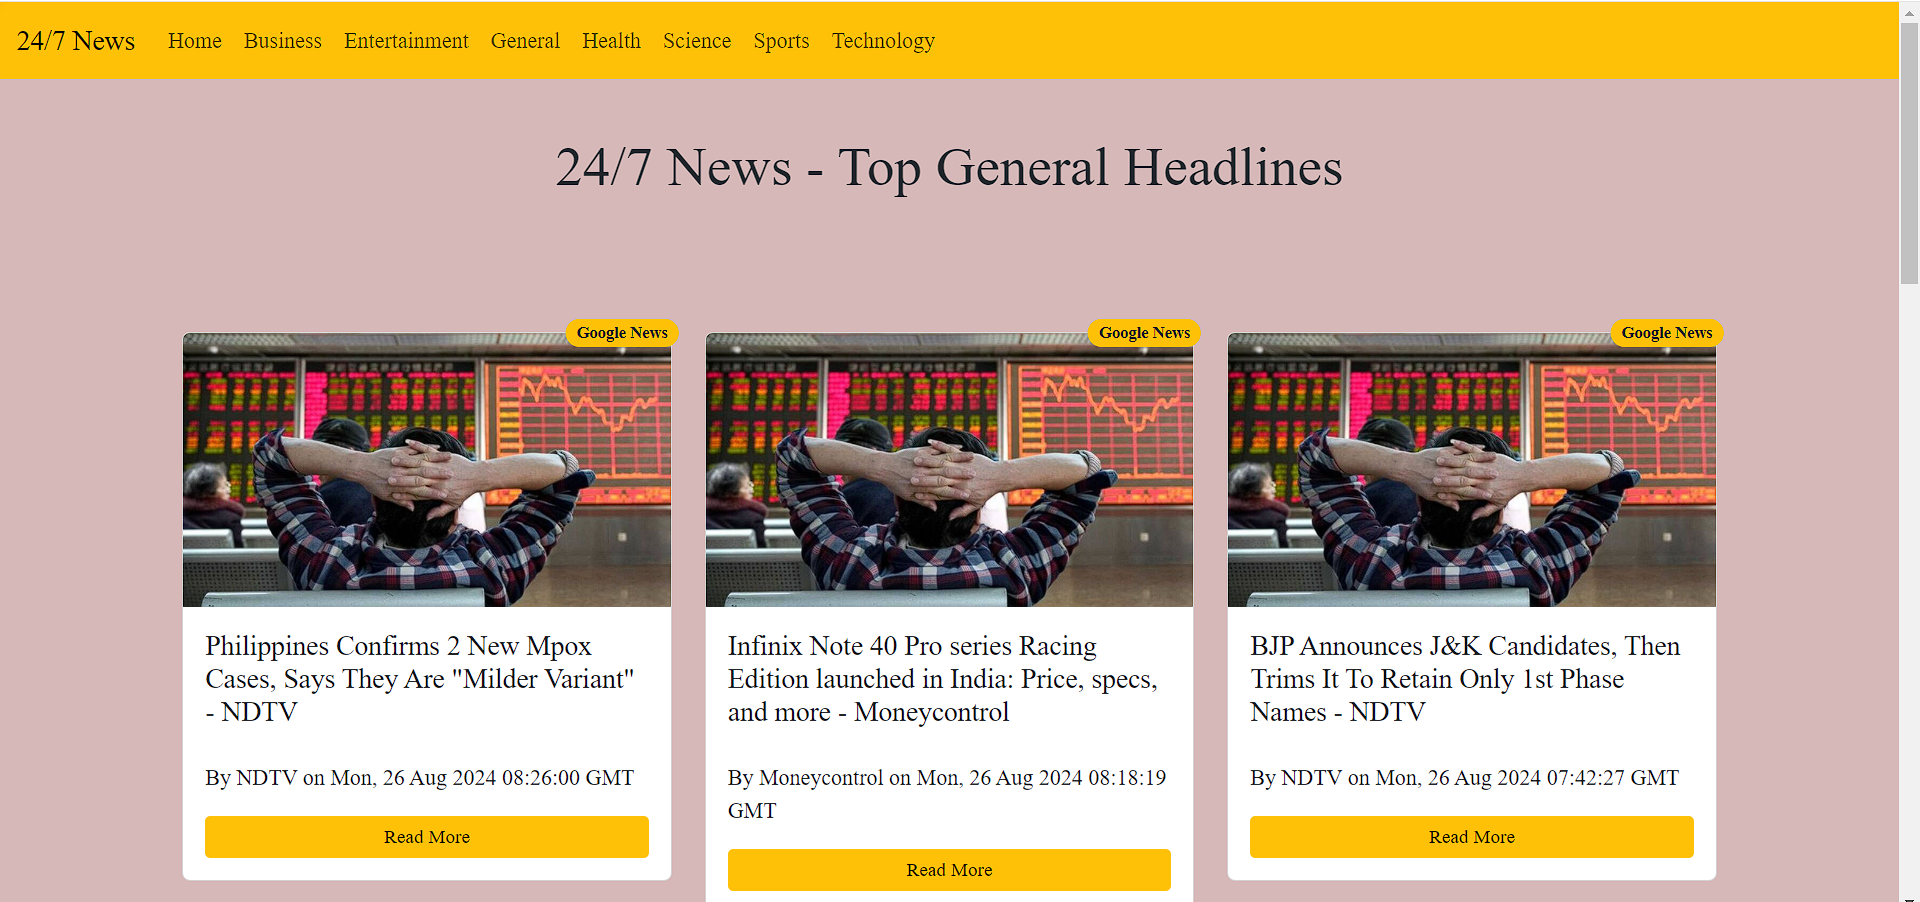 24/7 News Home Business Entertainment General Health Science Sports Technology
24/7 News - Top General Headlines
Google News
Philippines Confirms 2 New Mpox
Cases, Says They Are "Milder Variant"
- NDTV
By NDTV on Mon, 26 Aug 2024 08:26:00 GMT
Read More
Google News
Infinix Note 40 Pro series Racing
Edition launched in India: Price, specs,
and more - Moneycontrol
By Moneycontrol on Mon, 26 Aug 2024 08:18:19
GMT
Read More
Google News
BJP Announces J&K Candidates, Then
Trims It To Retain Only 1st Phase
Names - NDTV
By NDTV on Mon, 26 Aug 2024 07:42:27 GMT
Read More